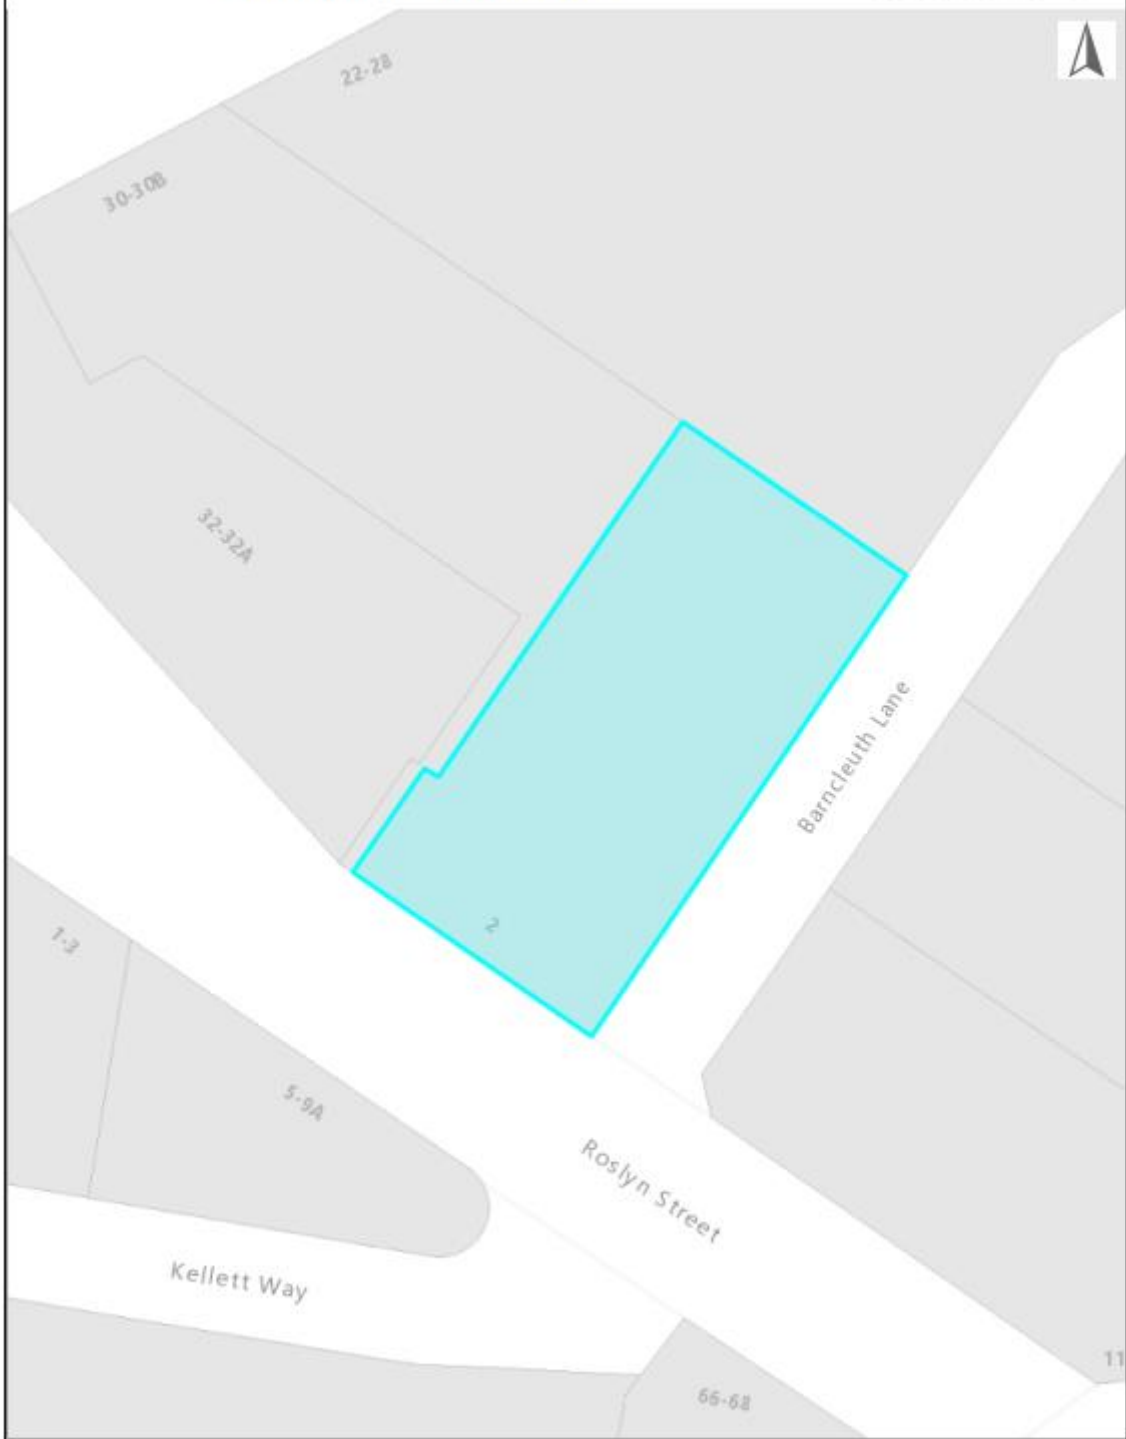 22-28
30-30B
32-32A
Barncleuth Lane
2
1-3
5-9A
Roslyn Street
Kellett Way
11
66-68